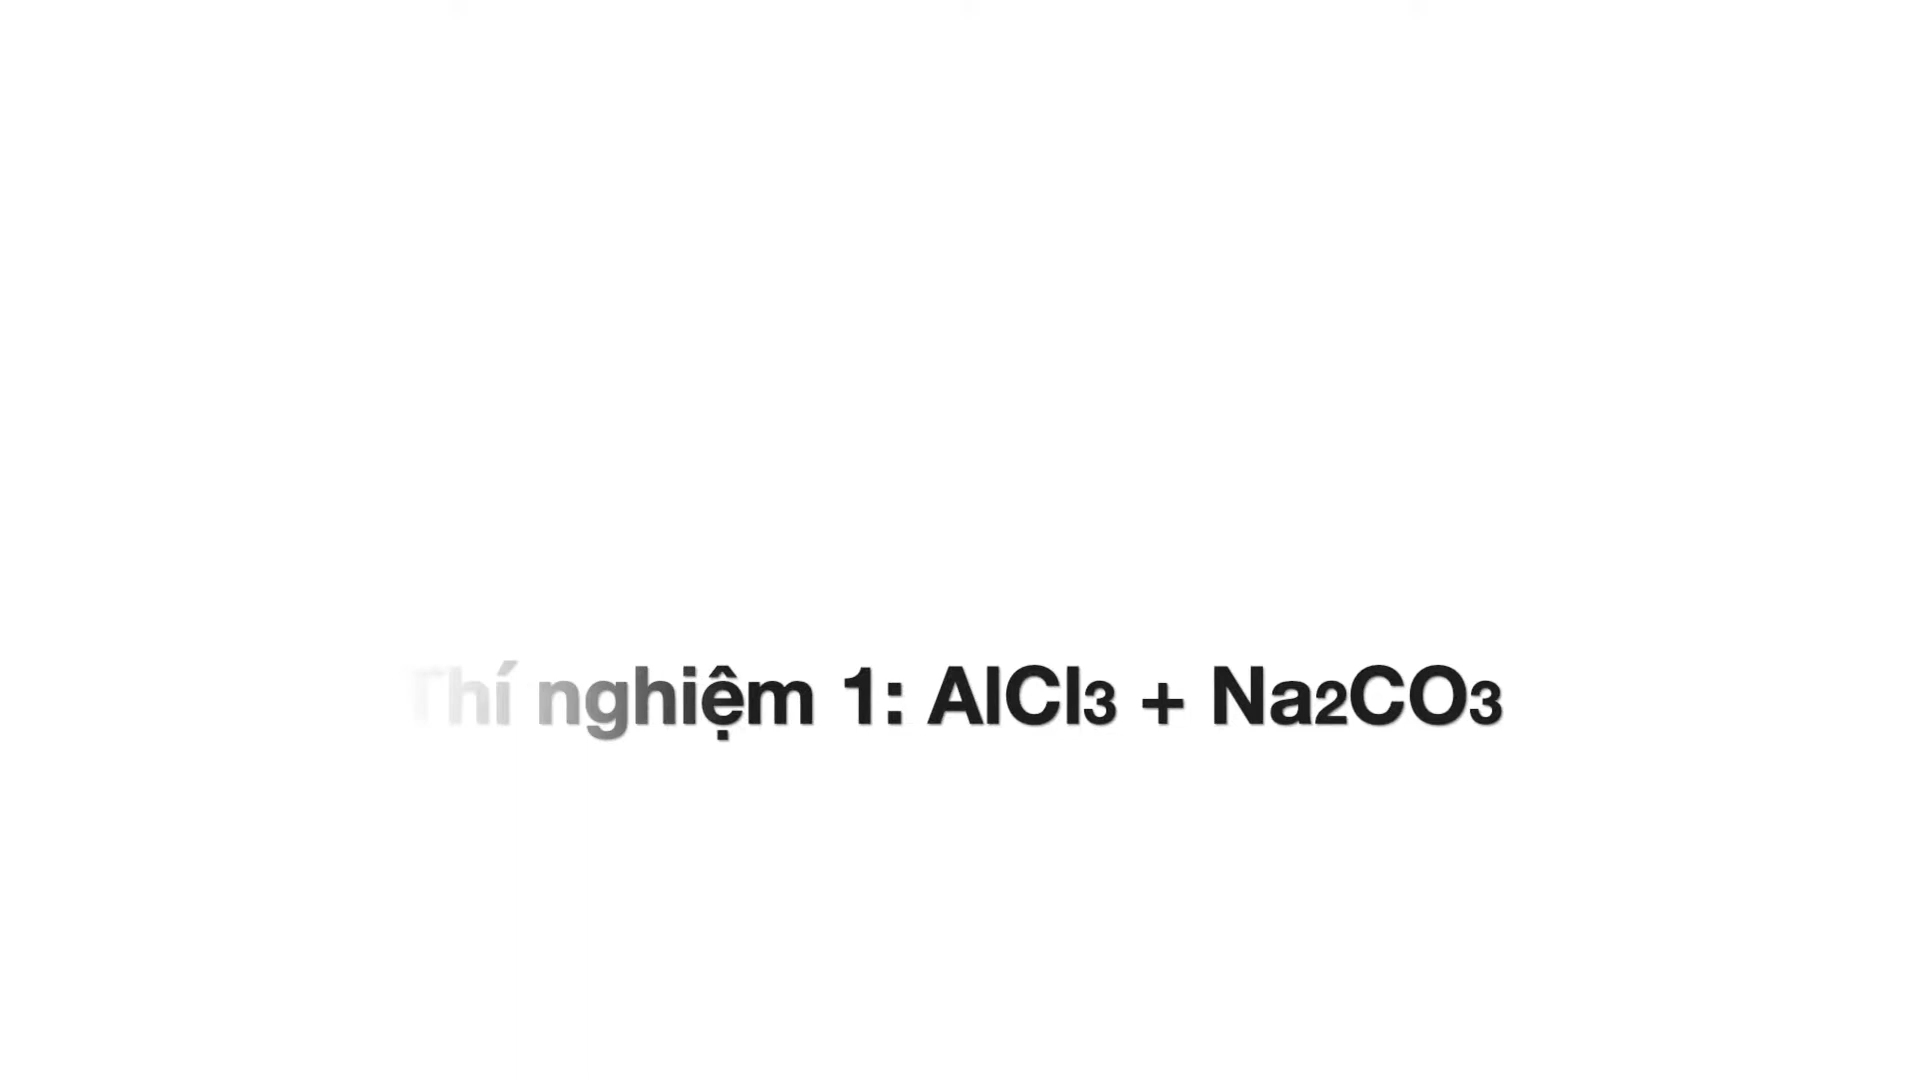 Thí nghiệm 1: AlCl3 + Na2CO3